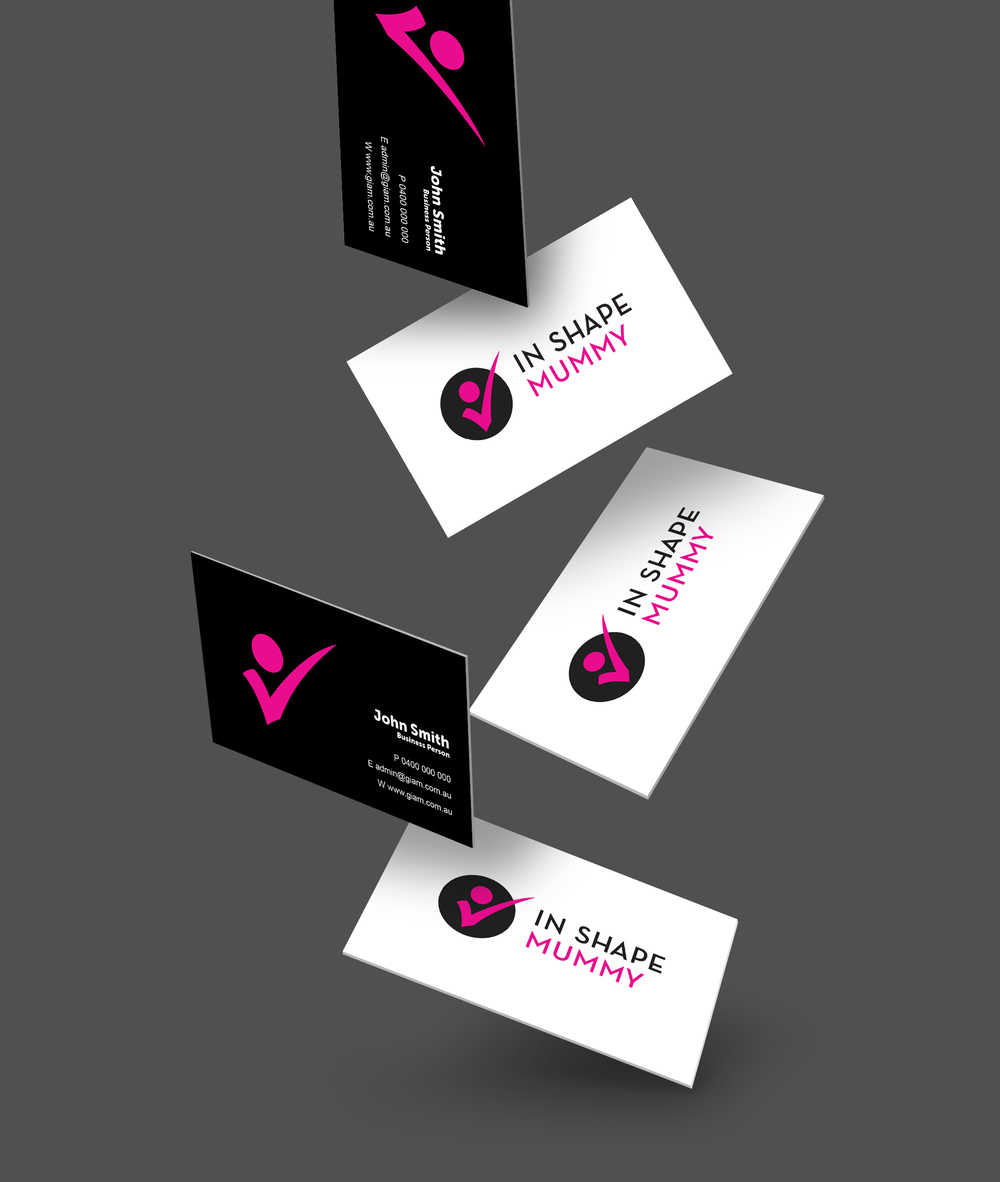 John Smith
Business Person
P 0400 000 000
E admin@giam.com.au
W www.giam.com.au
IN SHAPE
MUMMY
IN SHAPE
MUMMY
John Smith
Business Person
P 0400 000 000
E admin@giam.com.au
W www.giam.com.au
IN SHAPE
MUMMY